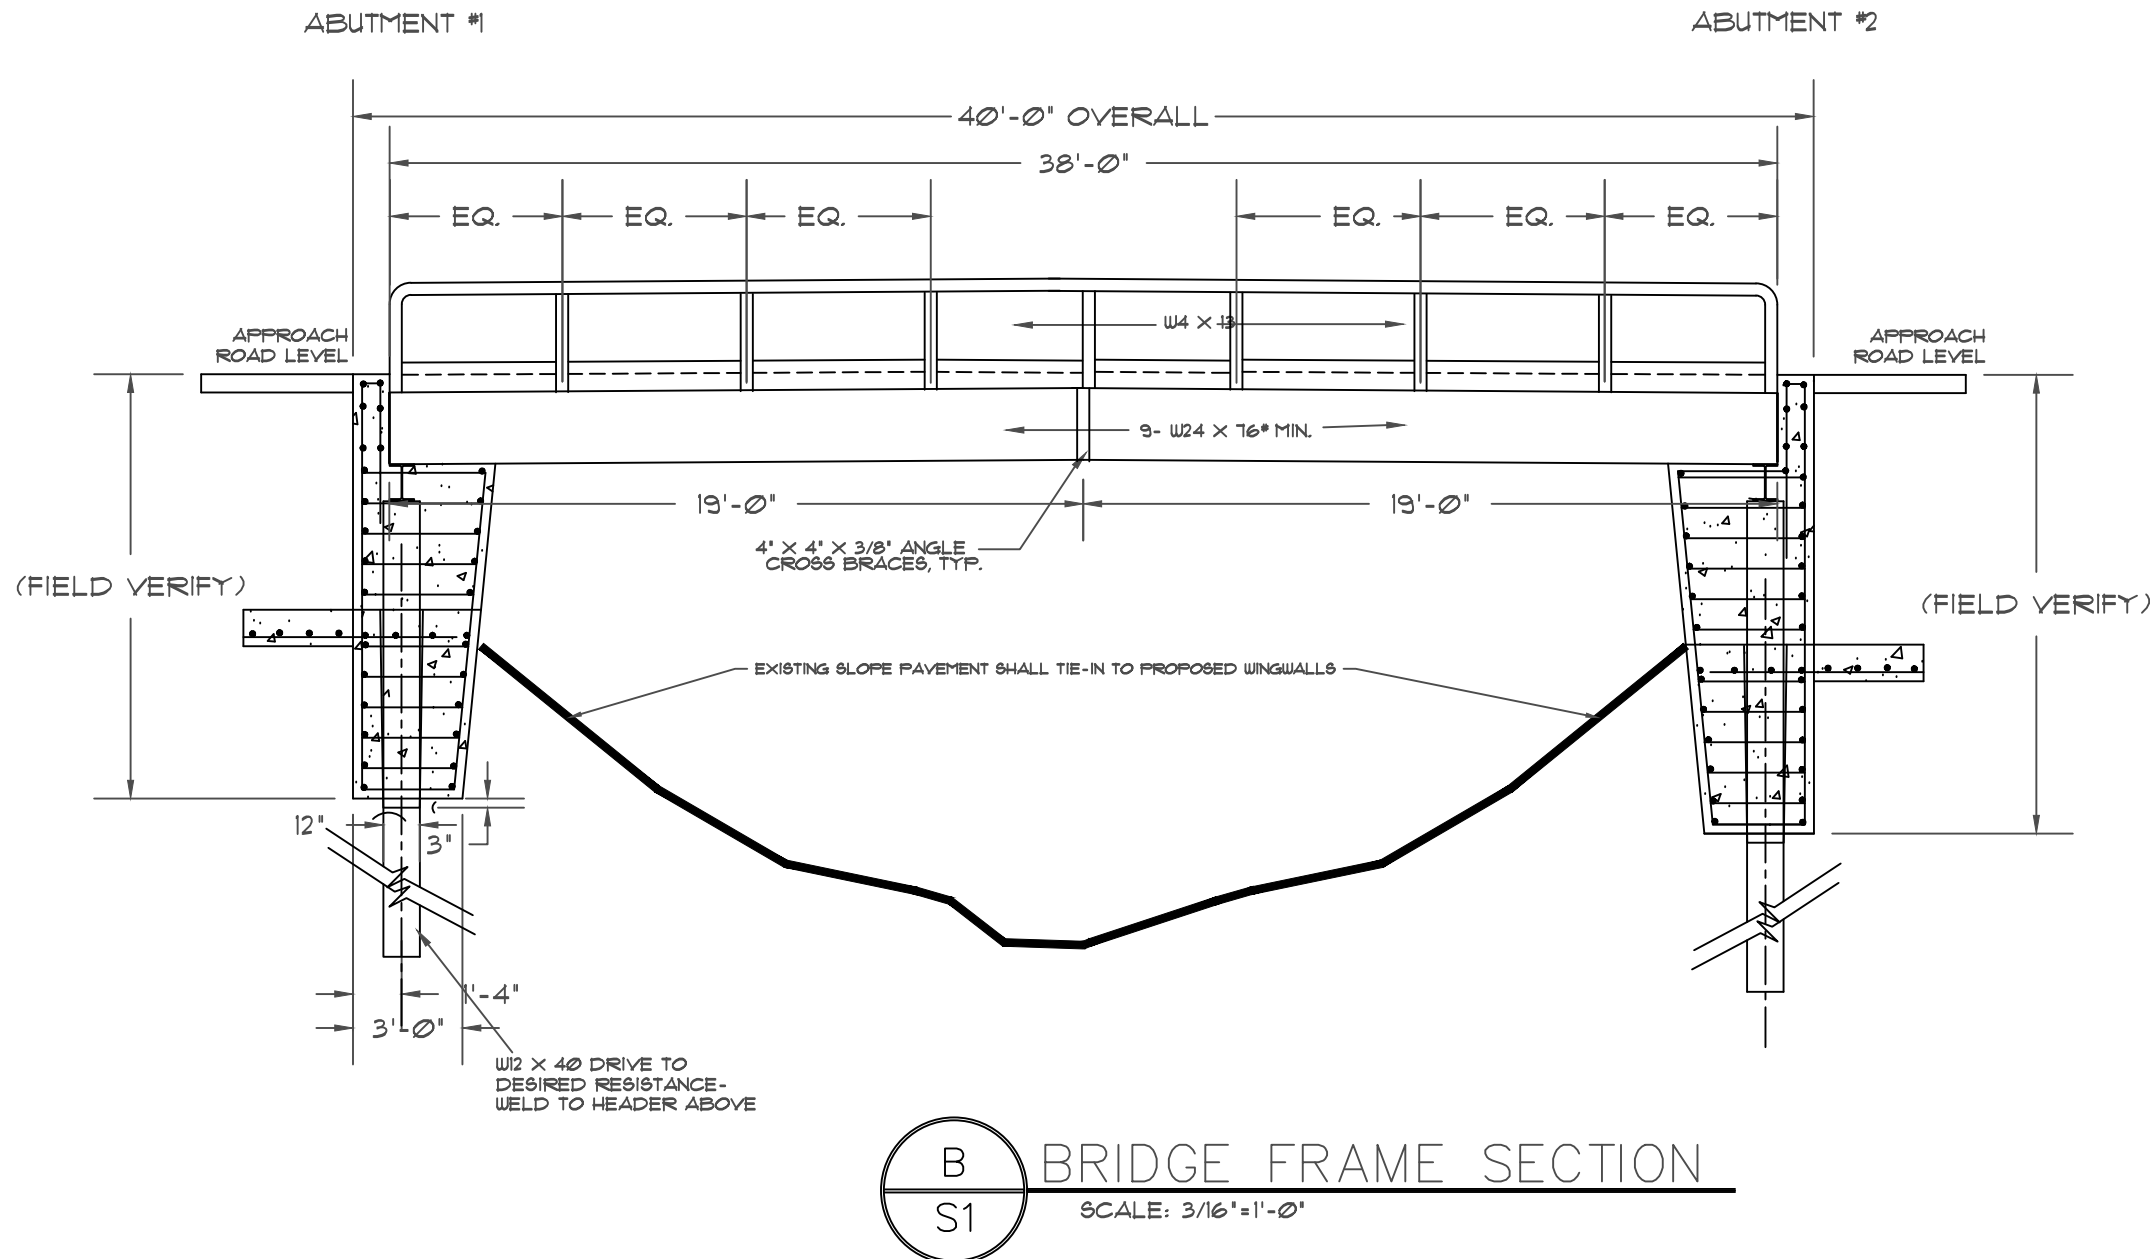 ABUTMENT #1
ABUTMENT #2
40'-0" OVERALL
38'-0"
EQ.
EQ.
EQ.
EQ.
EQ.
EQ.
APPROACH
ROAD LEVEL
W4 X 13
APPROACH
ROAD LEVEL
9- W24 X 76# MIN.
19'-0"
19'-0"
4" X 4" X 3/8" ANGLE
CROSS BRACES, TYP.
(FIELD VERIFY)
(FIELD VERIFY)
EXISTING SLOPE PAVEMENT SHALL TIE-IN TO PROPOSED WINGWALLS
12"
3"
1'-4"
3'-0"
W12 X 40 DRIVE TO
DESIRED RESISTANCE-
WELD TO HEADER ABOVE
B
S1
BRIDGE FRAME SECTION
SCALE: 3/16"=1'-0"